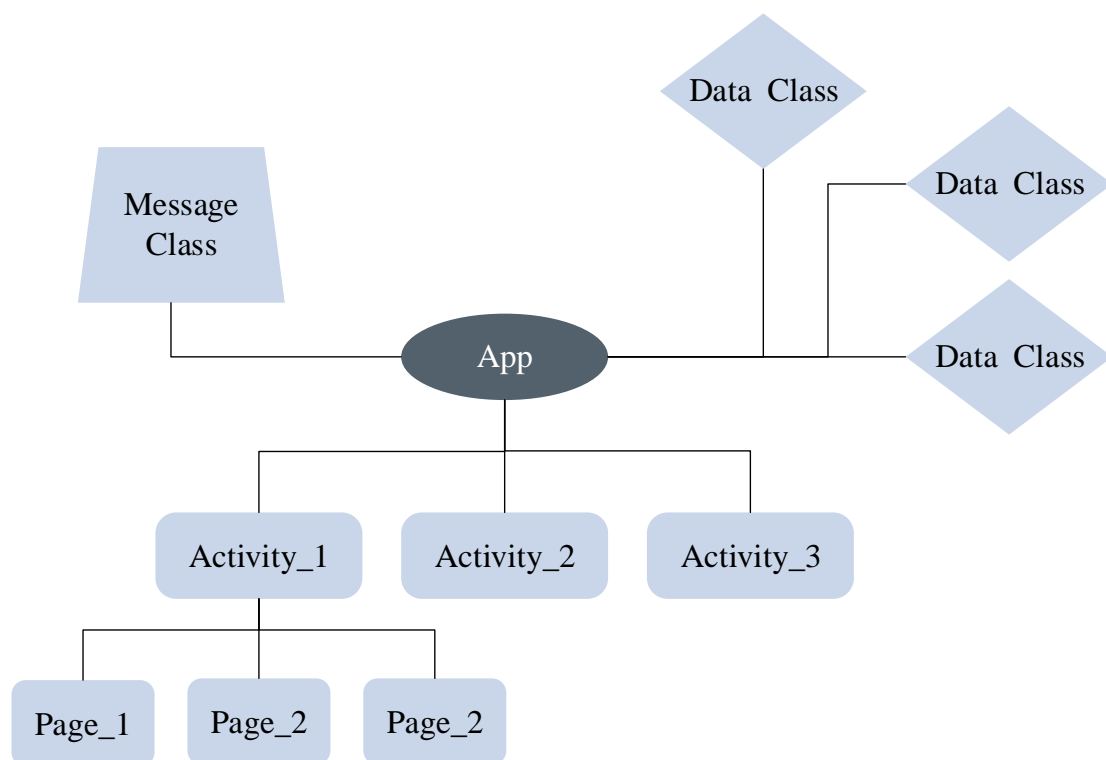 Data Class
Data Class
Message
Class
App
Data Class
Activity_1
Activity_2
Activity_3
Page_1
Page_2
Page_2